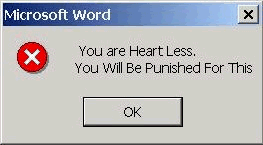 Microsoft Word
You are Heart Less.
You Will Be Punished For This
OK